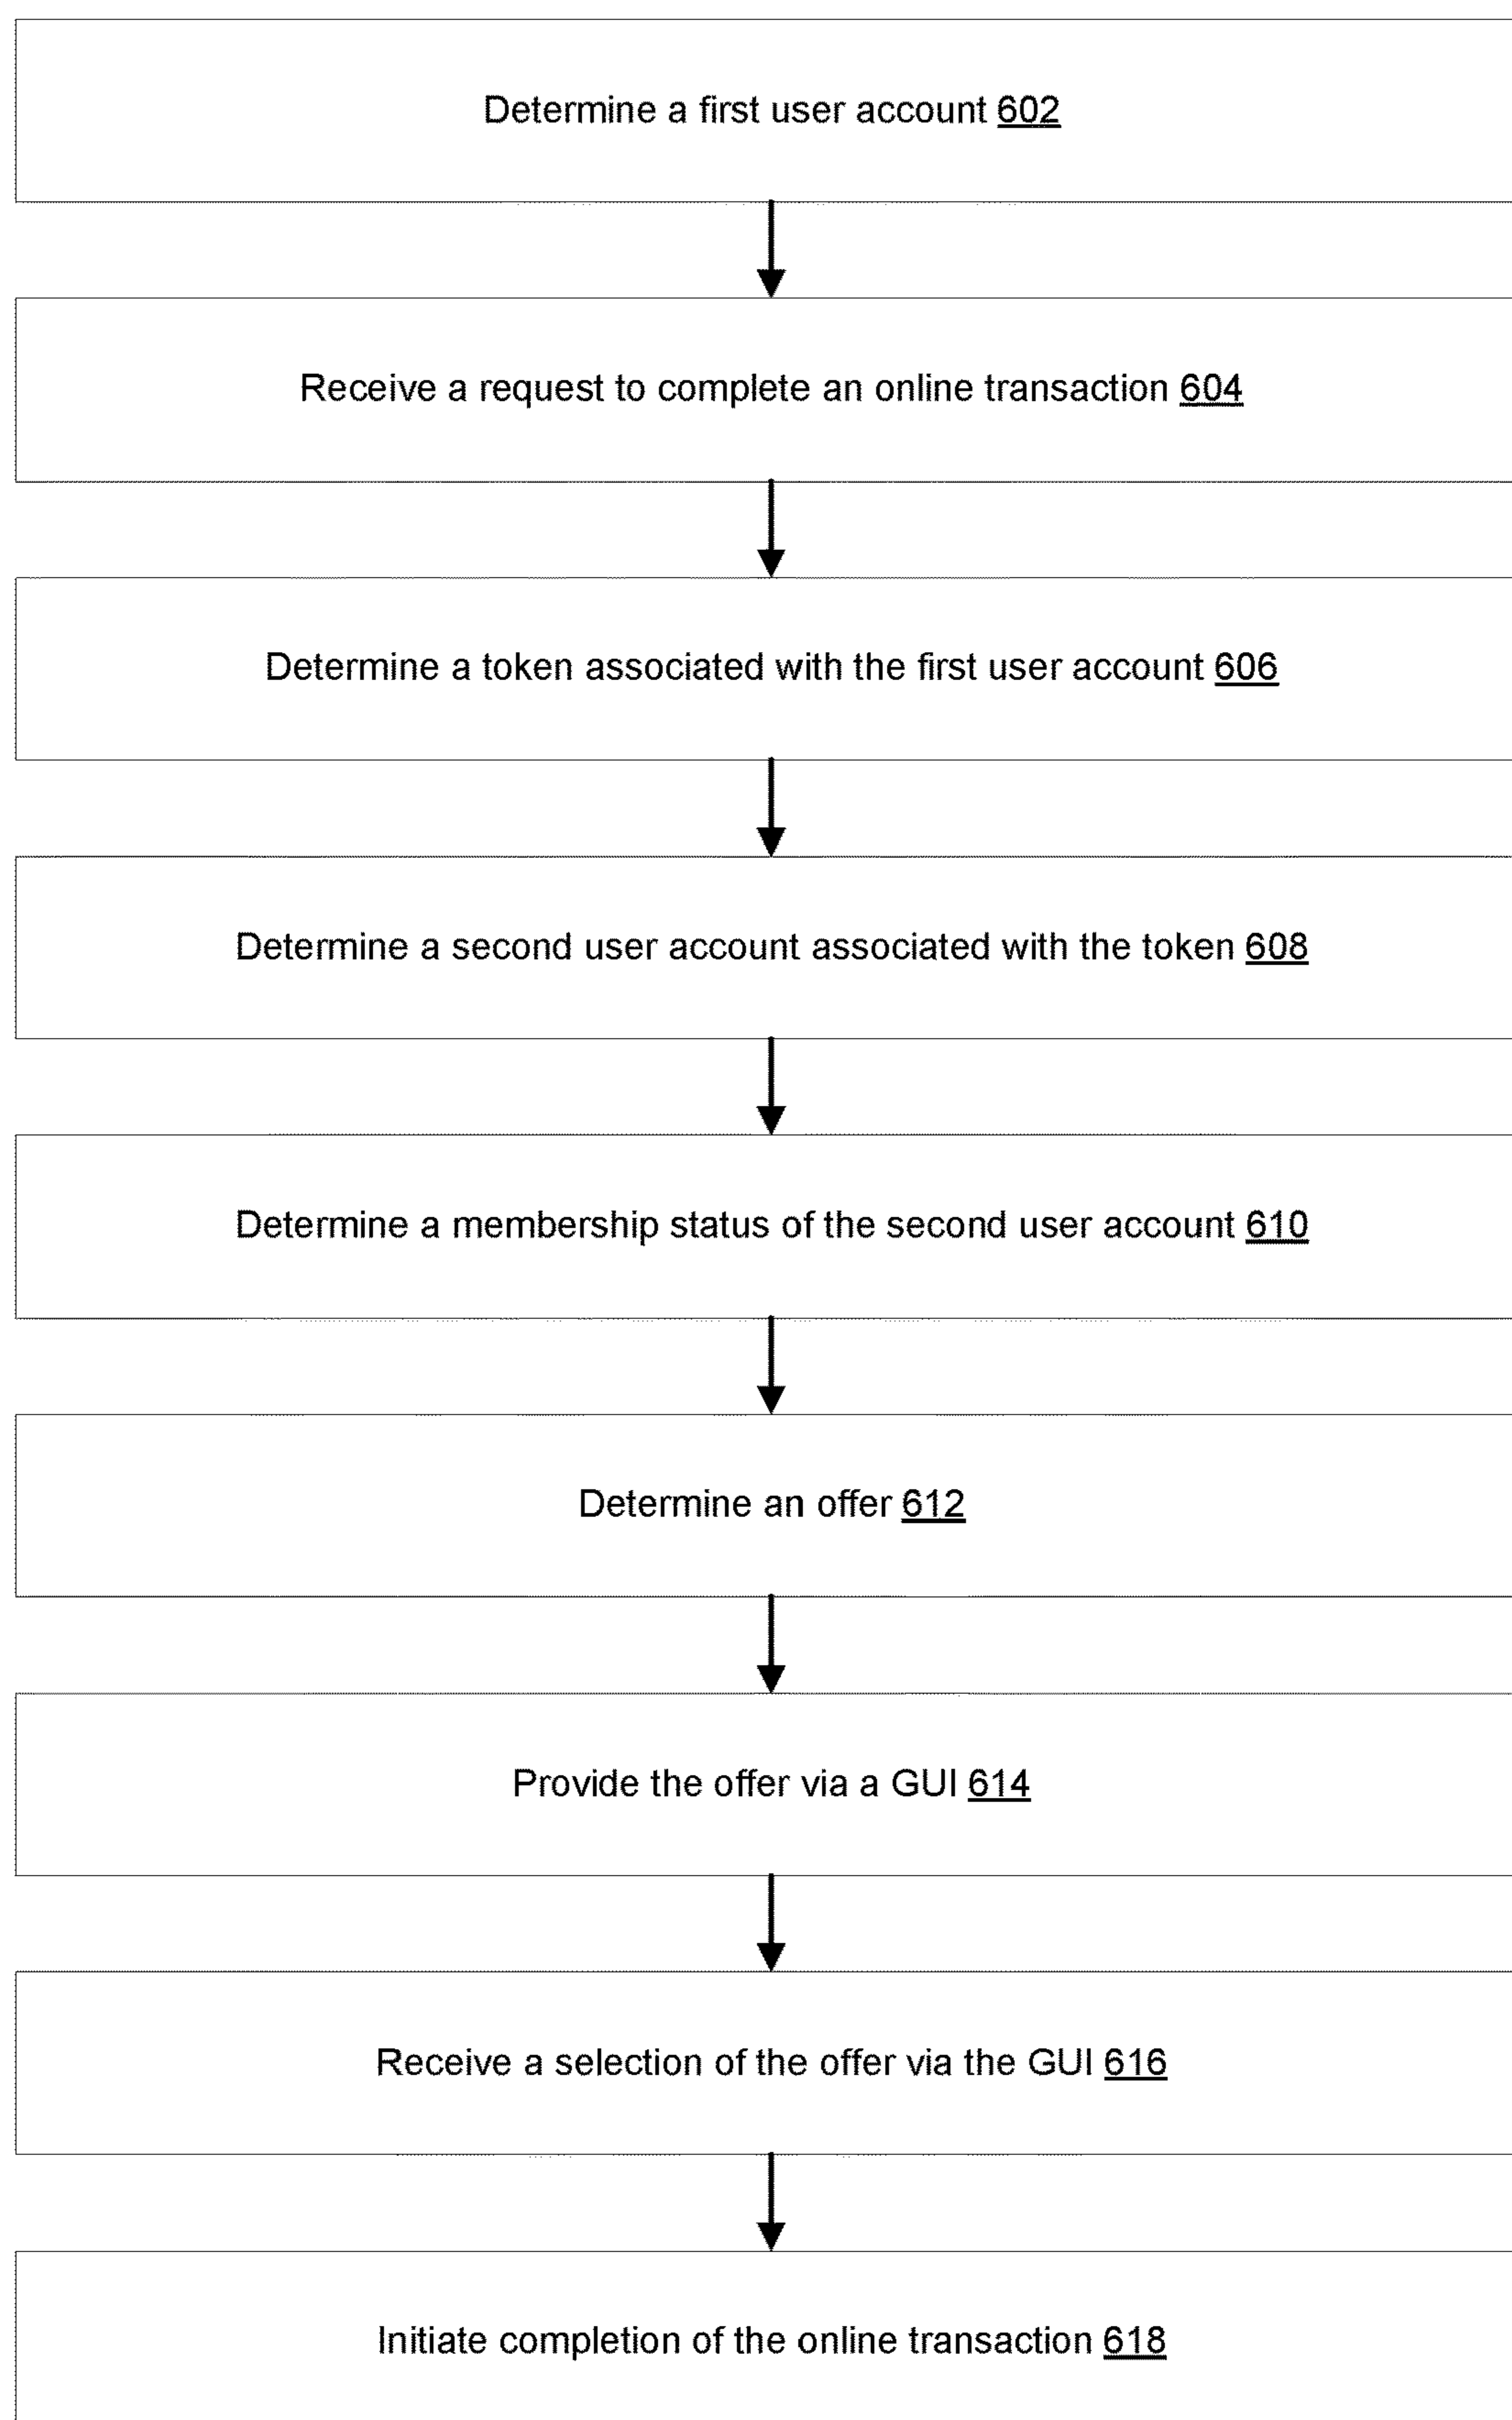 Determine a first user account 602
Receive a request to complete an online transaction 604
Determine a token associated with the first user account 606
Determine a second user account associated with the token 608
Determine a membership status of the second user account 610
Determine an offer 612
Provide the offer via a GUI 614
Receive a selection of the offer via the GUI 616
Initiate completion of the online transaction 618